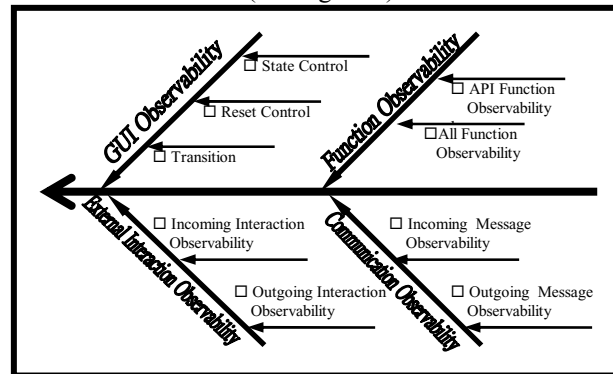 GUI Observability
□ State Control
□ Reset Control
□ Transition
Function Observability
□ API Function
Observability
□All Function
Observability
External Interaction Observability
□ Incoming Interaction
Observability
□ Outgoing Interaction
Observability
Communication Observability
□ Incoming Message
Observability
□ Outgoing Message
Observability